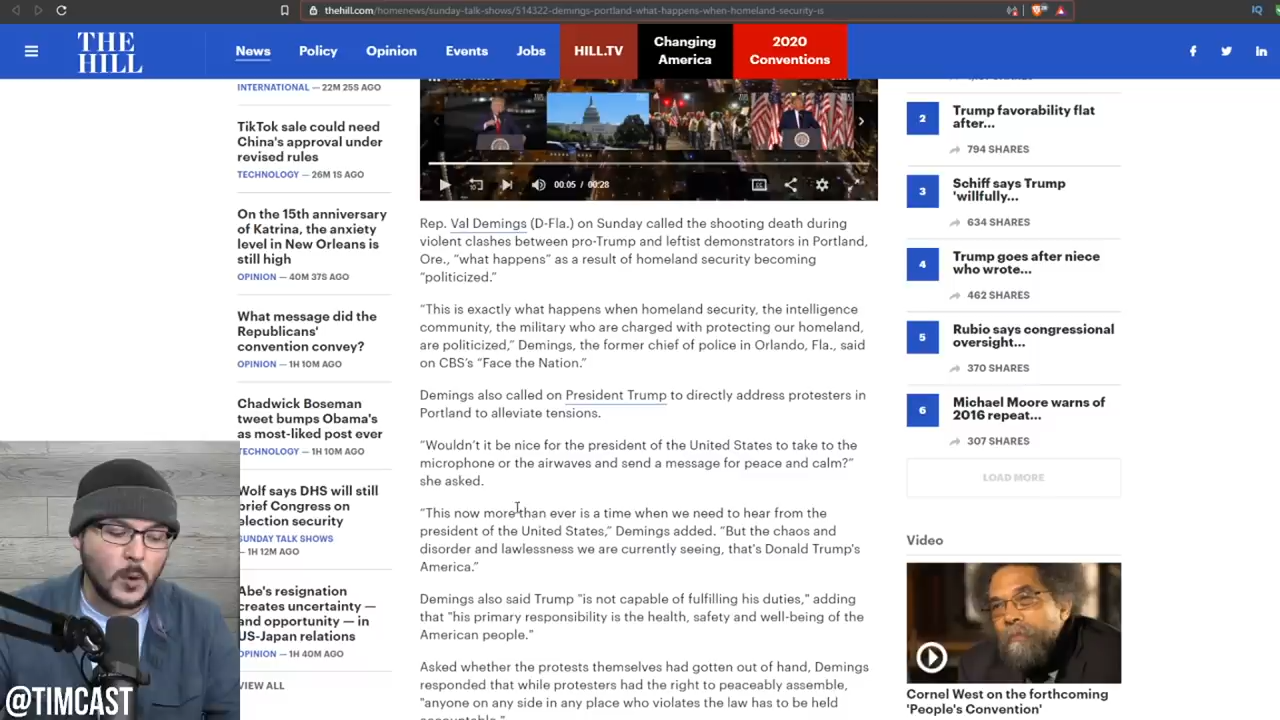 thehill.com/homenews/sunday-talk-shows/514322-demings-portland-what-happens-when-homeland-security-is
THE
HILL
News
Policy
Opinion
Events
Jobs
HILL.TV
Changing
America
2020
Conventions
INTERNATIONAL — 22M 25S AGO
TikTok sale could need
China's approval under
revised rules
TECHNOLOGY — 26M 1S AGO
On the 15th anniversary
of Katrina, the anxiety
level in New Orleans is
still high
OPINION — 40M 37S AGO
What message did the
Republicans'
convention convey?
OPINION — 1H 10M AGO
Chadwick Boseman
tweet bumps Obama's
as most-liked post ever
TECHNOLOGY — 1H 10M AGO
Wolf says DHS will still
brief Congress on
election security
SUNDAY TALK SHOWS
— 1H 12M AGO
Abe's resignation
creates uncertainty —
and opportunity — in
US-Japan relations
OPINION — 1H 40M AGO
VIEW ALL
@TIMCAST
00:05 / 00:28
Rep. Val Demings (D-Fla.) on Sunday called the shooting death during
violent clashes between pro-Trump and leftist demonstrators in Portland,
Ore., “what happens” as a result of homeland security becoming
“politicized.”
“This is exactly what happens when homeland security, the intelligence
community, the military who are charged with protecting our homeland,
are politicized,” Demings, the former chief of police in Orlando, Fla., said
on CBS’s “Face the Nation.”
Demings also called on President Trump to directly address protesters in
Portland to alleviate tensions.
“Wouldn’t it be nice for the president of the United States to take to the
microphone or the airwaves and send a message for peace and calm?”
she asked.
“This now more than ever is a time when we need to hear from the
president of the United States,” Demings added. “But the chaos and
disorder and lawlessness we are currently seeing, that’s Donald Trump’s
America.”
Demings also said Trump "is not capable of fulfilling his duties," adding
that "his primary responsibility is the health, safety and well-being of the
American people."
Asked whether the protests themselves had gotten out of hand, Demings
responded that while protesters had the right to peaceably assemble,
"anyone on any side in any place who violates the law has to be held
accountable."
2
Trump favorability flat
after...
794 SHARES
3
Schiff says Trump
'willfully...
634 SHARES
4
Trump goes after niece
who wrote...
462 SHARES
5
Rubio says congressional
oversight...
370 SHARES
6
Michael Moore warns of
2016 repeat...
307 SHARES
LOAD MORE
Video
Cornel West on the forthcoming
'People's Convention'